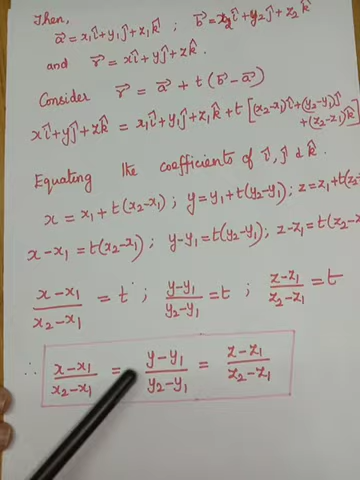 Then,
a⃗ = x₁î + y₁ĵ + z₁k̂ ; b⃗ = x₂î + y₂ĵ + z₂k̂
and r⃗ = xî + yĵ + zk̂.
Consider r⃗ = a⃗ + t(b⃗ - a⃗)
xî + yĵ + zk̂ = x₁î + y₁ĵ + z₁k̂ + t[(x₂-x₁)î + (y₂-y₁)ĵ
+ (z₂-z₁)k̂]
Equating the coefficients of î, ĵ & k̂.
x = x₁ + t(x₂-x₁) ; y = y₁ + t(y₂-y₁) ; z = z₁ + t(z₂-
x - x₁ = t(x₂-x₁) ; y - y₁ = t(y₂-y₁) ; z - z₁ = t(z₂-
(x - x₁)/(x₂ - x₁) = t ; (y - y₁)/(y₂ - y₁) = t ; (z - z₁)/(z₂ - z₁) = t
∴ (x - x₁)/(x₂ - x₁) = (y - y₁)/(y₂ - y₁) = (z - z₁)/(z₂ - z₁)